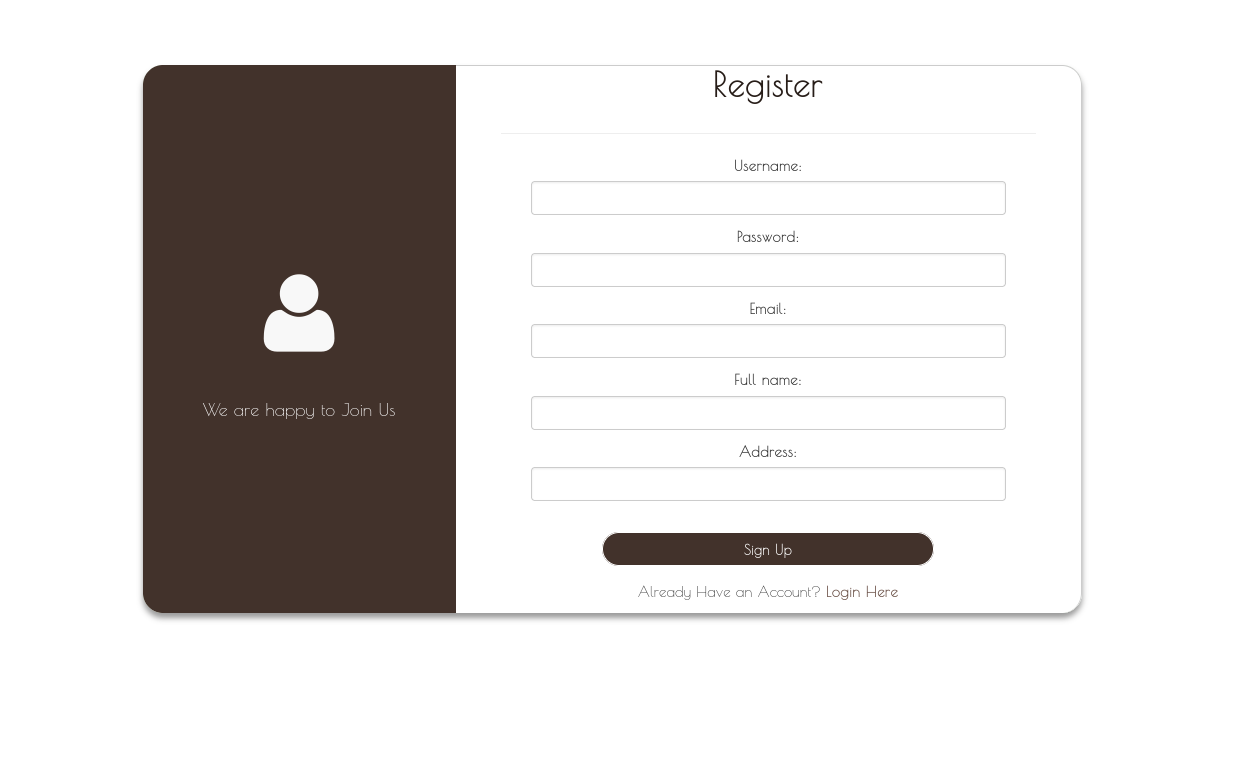 Register
Username:
Password:
Email:
Full name:
Address:
Sign Up
Already Have an Account? Login Here
We are happy to Join Us